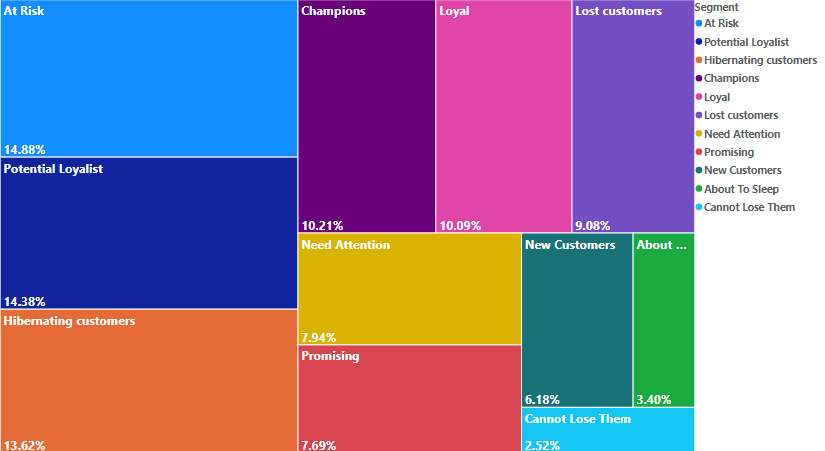 At Risk
14.88%
Potential Loyalist
14.38%
Hibernating customers
13.62%
Champions
10.21%
Loyal
10.09%
Lost customers
9.08%
Need Attention
7.94%
Promising
7.69%
New Customers
6.18%
About ...
3.40%
Cannot Lose Them
2.52%
Segment
At Risk
Potential Loyalist
Hibernating customers
Champions
Loyal
Lost customers
Need Attention
Promising
New Customers
About To Sleep
Cannot Lose Them